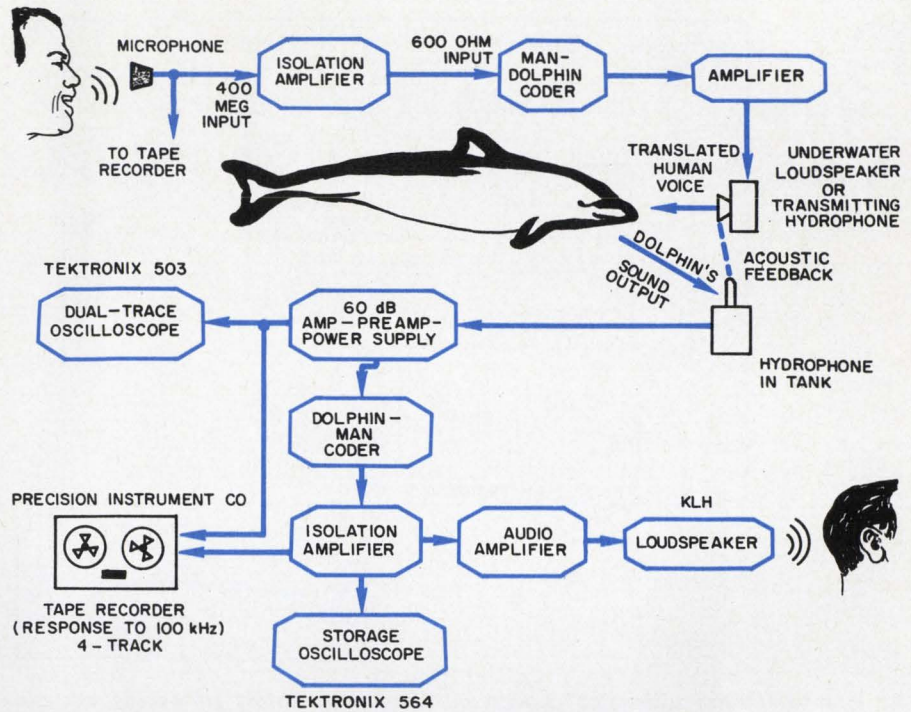 MICROPHONE
ISOLATION
AMPLIFIER
600 OHM
INPUT
MAN-
DOLPHIN
CODER
AMPLIFIER
400
MEG
INPUT
TO TAPE
RECORDER
TRANSLATED
HUMAN
VOICE
UNDERWATER
LOUDSPEAKER
OR
TRANSMITTING
HYDROPHONE
DOLPHIN'S
SOUND
OUTPUT
ACOUSTIC
FEEDBACK
HYDROPHONE
IN TANK
TEKTRONIX 503
DUAL-TRACE
OSCILLOSCOPE
60 dB
AMP-PREAMP-
POWER SUPPLY
DOLPHIN-
MAN
CODER
PRECISION INSTRUMENT CO
ISOLATION
AMPLIFIER
AUDIO
AMPLIFIER
KLH
LOUDSPEAKER
TAPE RECORDER
(RESPONSE TO 100 kHz)
4-TRACK
STORAGE
OSCILLOSCOPE
TEKTRONIX 564